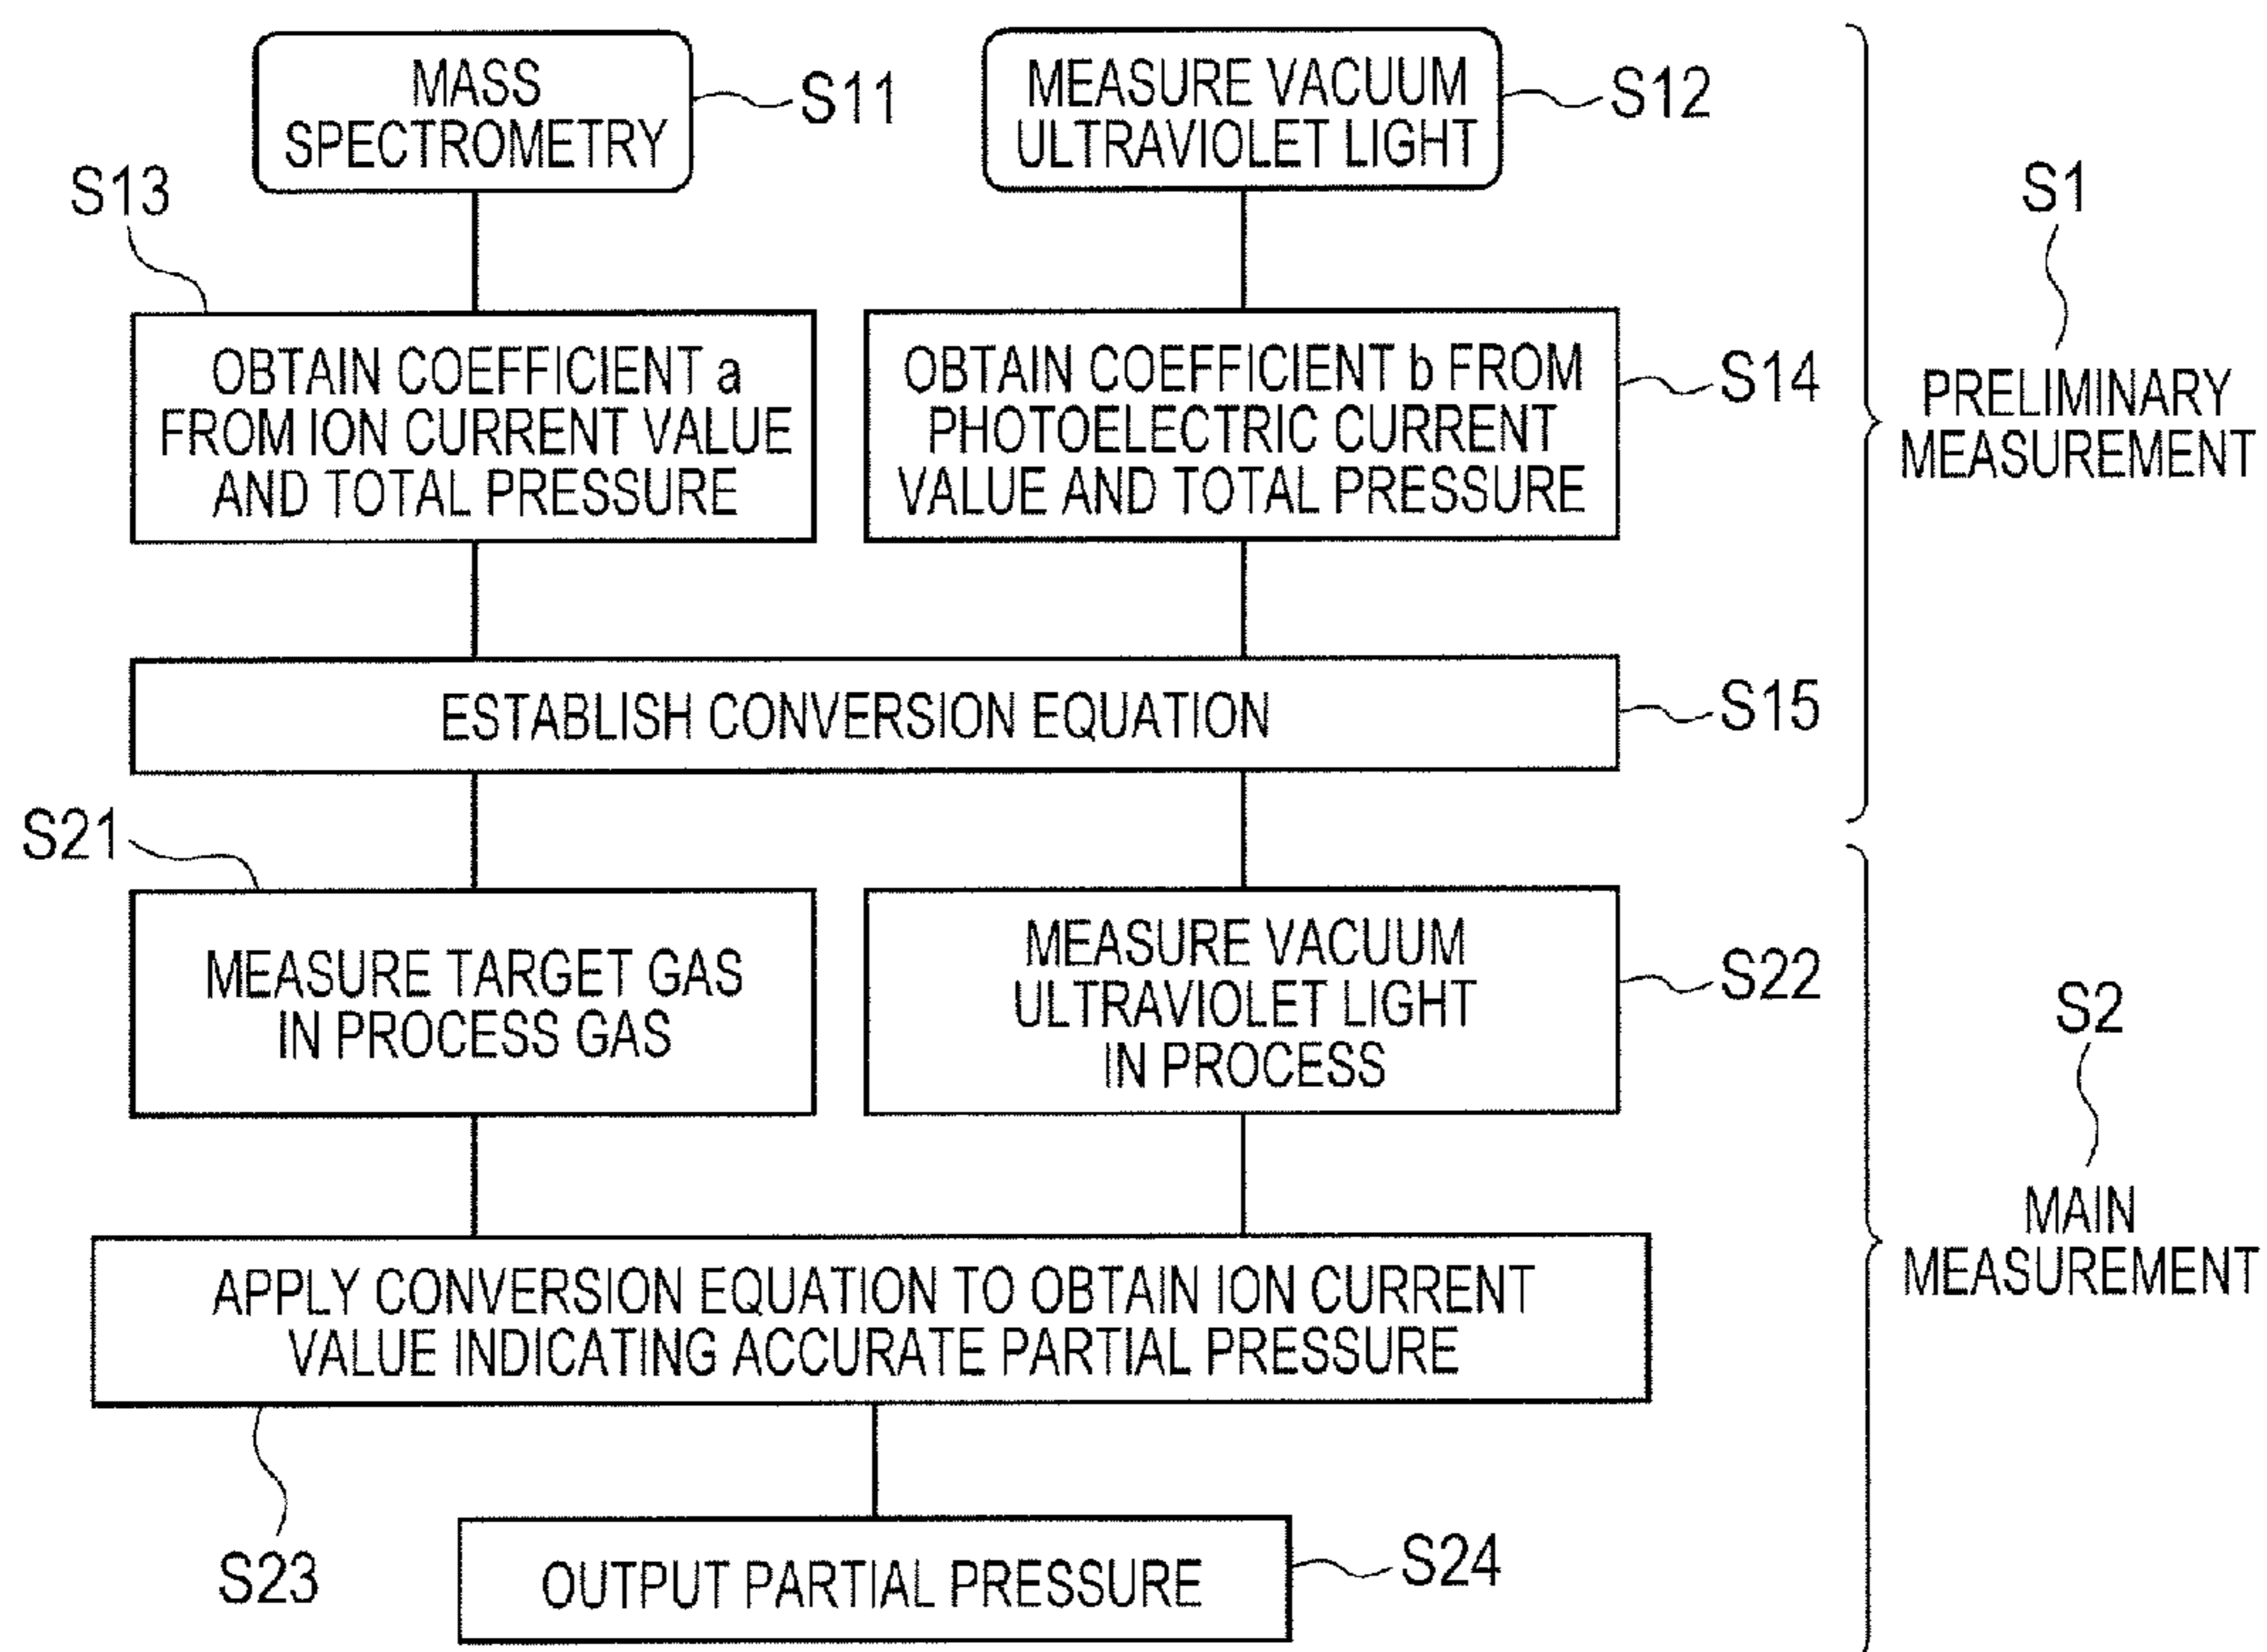 MASS
SPECTROMETRY
S11
MEASURE VACUUM
ULTRAVIOLET LIGHT
S12
S13
OBTAIN COEFFICIENT a
FROM ION CURRENT VALUE
AND TOTAL PRESSURE
OBTAIN COEFFICIENT b FROM
PHOTOELECTRIC CURRENT
VALUE AND TOTAL PRESSURE
S14
S1
PRELIMINARY
MEASUREMENT
ESTABLISH CONVERSION EQUATION
S15
S21
MEASURE TARGET GAS
IN PROCESS GAS
MEASURE VACUUM
ULTRAVIOLET LIGHT
IN PROCESS
S22
S2
MAIN
MEASUREMENT
APPLY CONVERSION EQUATION TO OBTAIN ION CURRENT
VALUE INDICATING ACCURATE PARTIAL PRESSURE
S23
OUTPUT PARTIAL PRESSURE
S24